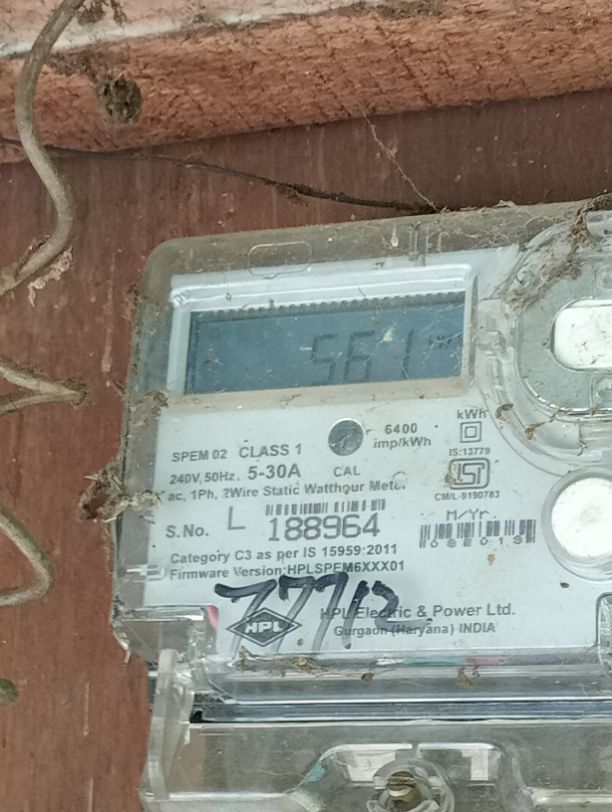 561
SPEM 02 CLASS 1
6400
imp/kWh
kWh
240V, 50Hz, 5-30A
CAL
IS:13779
ac, 1Ph, 2Wire Static Watthour Meter
CM/L-9190783
S.No. L 188964
M/Yr.
Category C3 as per IS 15959:2011
Firmware Version:HPLSPEM6XXX01
77712
HPL
HPL Electric & Power Ltd.
Gurgaon (Haryana) INDIA